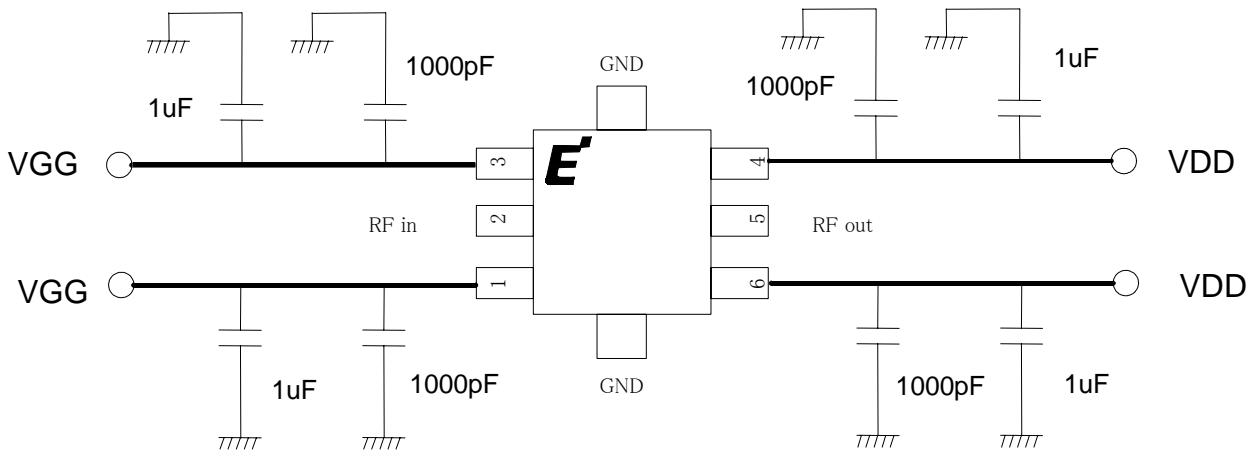 GND
1000pF
1uF
1uF
1000pF
VGG
3
E
4
VDD
RF in
2
5
RF out
VGG
1
6
VDD
1uF
1000pF
GND
1000pF
1uF